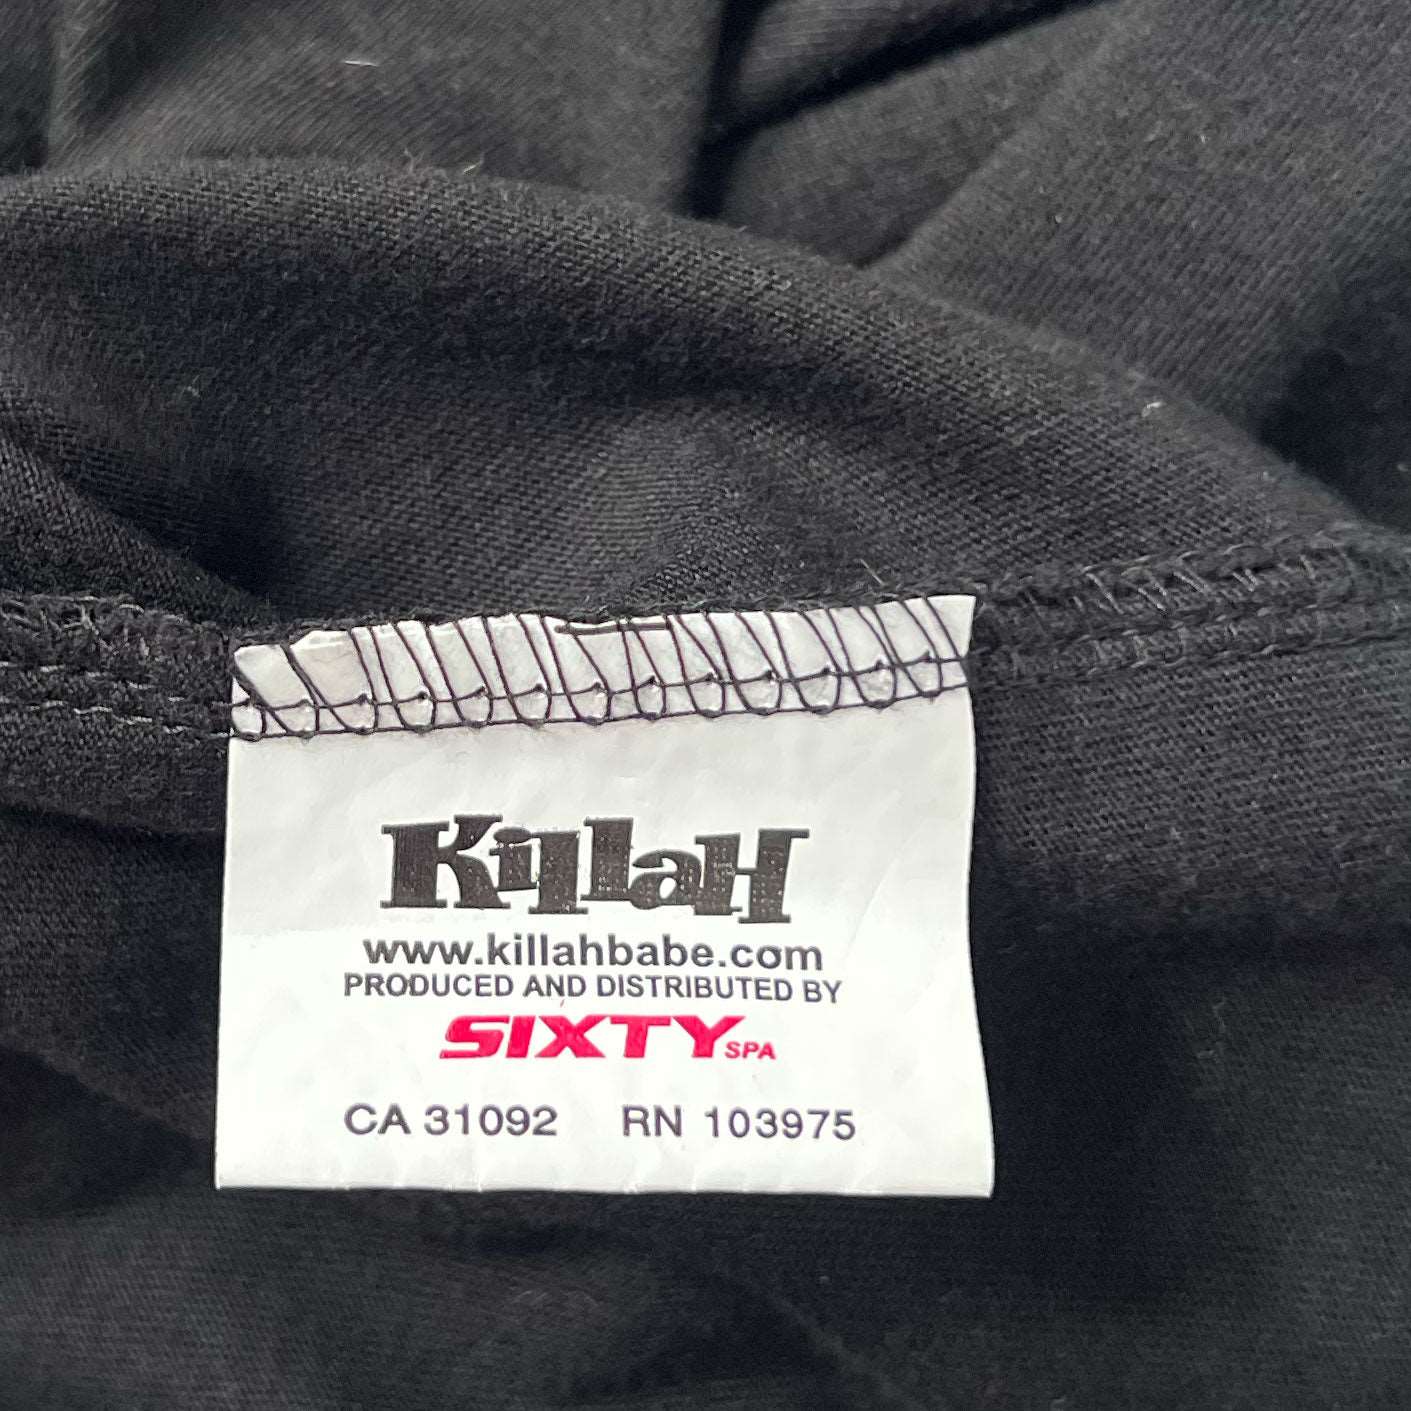 KillaH
www.killahbabe.com
PRODUCED AND DISTRIBUTED BY
SIXTY SPA
CA 31092 RN 103975